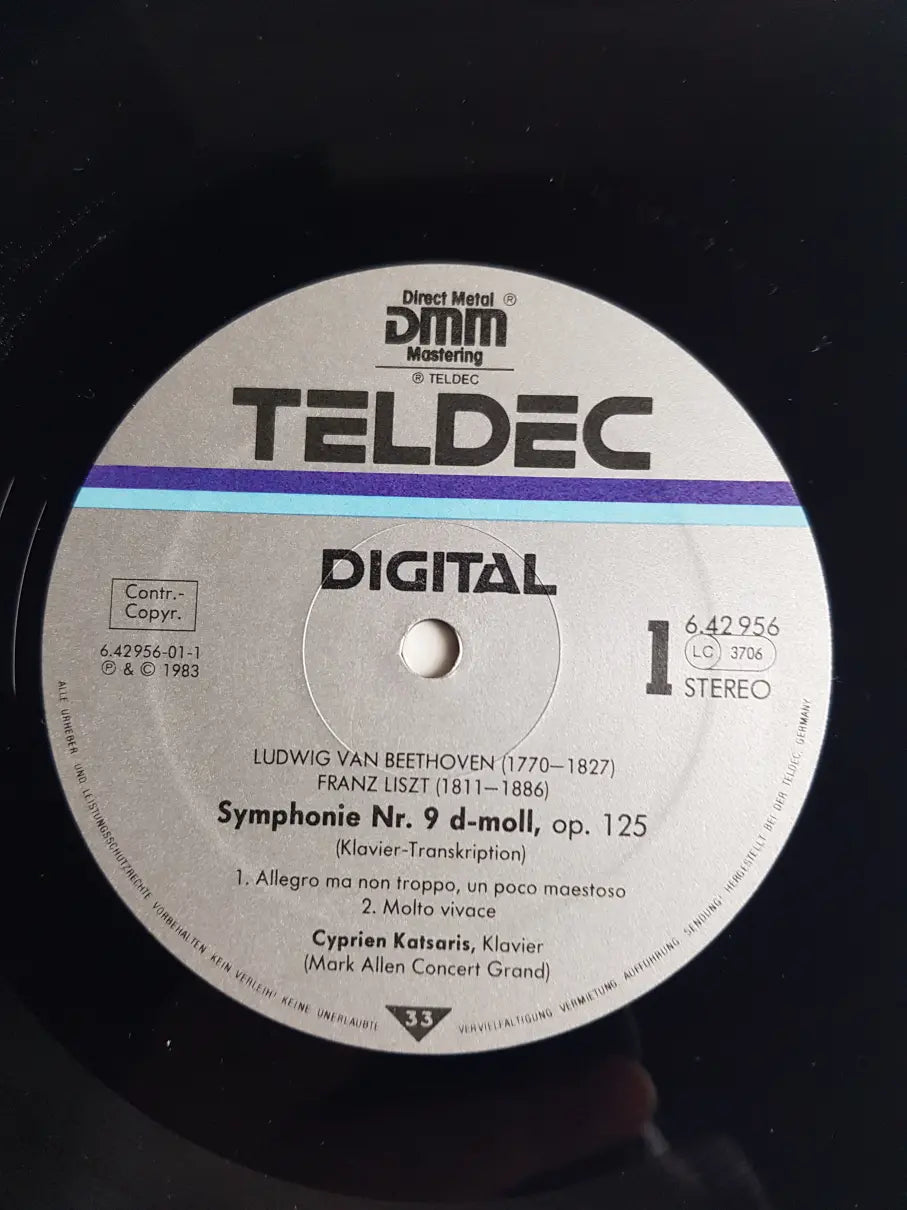 Direct Metal ®
DMM
Mastering
® TELDEC
TELDEC
DIGITAL
Contr.-
Copyr.
6.42956-01-1
℗ & © 1983
1
6.42956
LC 3706
STEREO
LUDWIG VAN BEETHOVEN (1770–1827)
FRANZ LISZT (1811–1886)
Symphonie Nr. 9 d-moll, op. 125
(Klavier-Transkription)
1. Allegro ma non troppo, un poco maestoso
2. Molto vivace
Cyprien Katsaris, Klavier
(Mark Allen Concert Grand)
33
ALLE URHEBER UND LEISTUNGSSCHUTZRECHTE VORBEHALTEN KEIN VERLEIH! KEINE UNERLAUBTE VERVIELFÄLTIGUNG VERMIETUNG AUFFÜHRUNG SENDUNG! HERGESTELLT BEI DER TELDEC, GERMANY